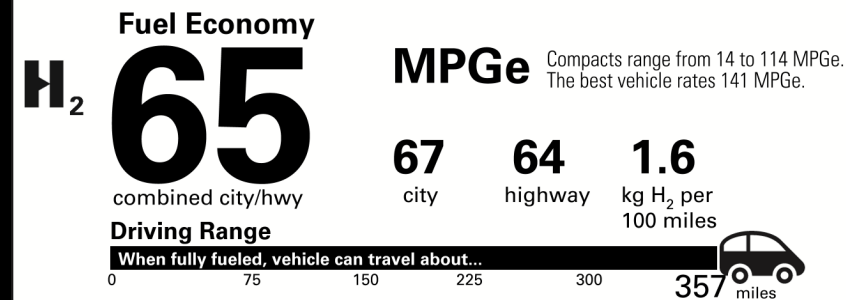 Fuel Economy
H2
65
MPGe
Compacts range from 14 to 114 MPGe.
The best vehicle rates 141 MPGe.
combined city/hwy
67
city
64
highway
1.6
kg H2 per
100 miles
Driving Range
When fully fueled, vehicle can travel about...
0 75 150 225 300 357 miles